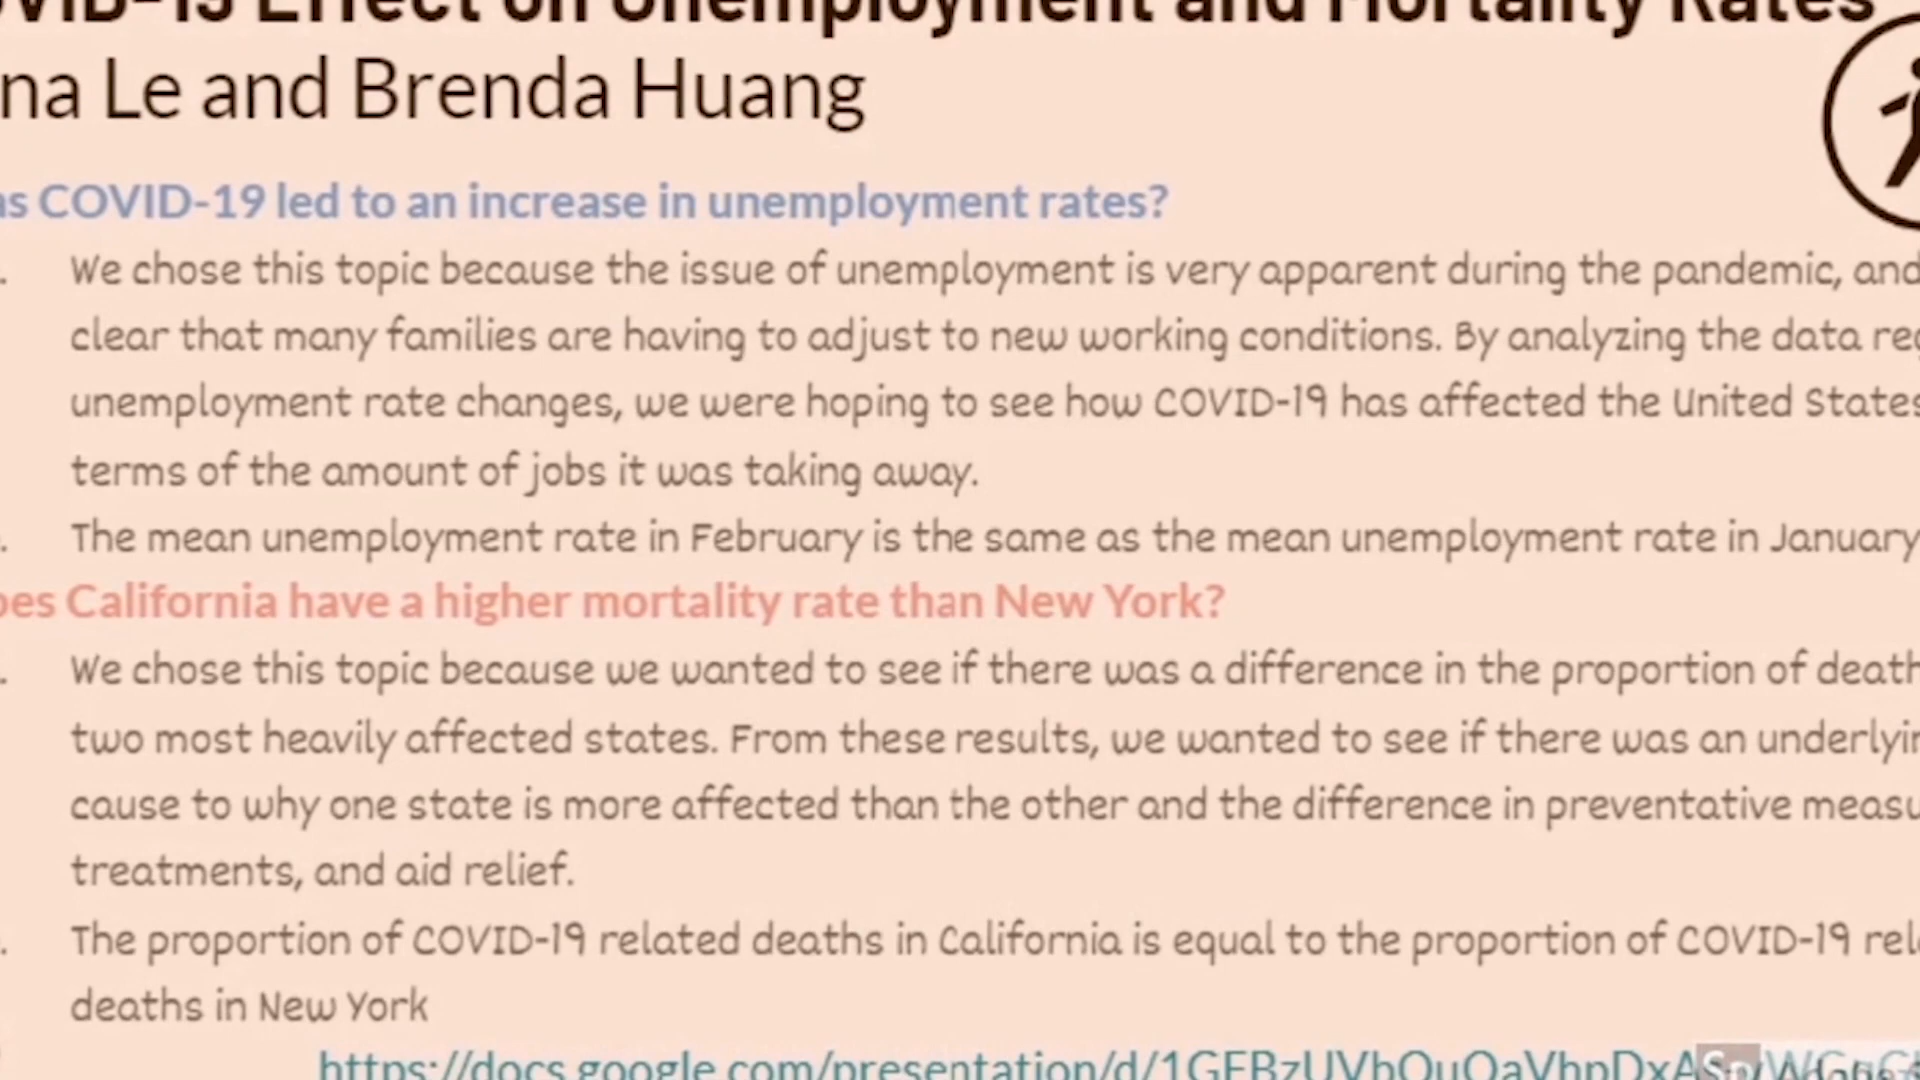 Effect on Unemployment and Mortality Rates
Le and Brenda Huang
COVID-19 led to an increase in unemployment rates?
We chose this topic because the issue of unemployment is very apparent during the pandemic, and
clear that many families are having to adjust to new working conditions. By analyzing the data
unemployment rate changes, we were hoping to see how COVID-19 has affected the United States
terms of the amount of jobs it was taking away.
The mean unemployment rate in February is the same as the mean unemployment rate in January
California have a higher mortality rate than New York?
We chose this topic because we wanted to see if there was a difference in the proportion of death
two most heavily affected states. From these results, we wanted to see if there was an
cause to why one state is more affected than the other and the difference in preventative
treatments, and aid relief.
The proportion of COVID-19 related deaths in California is equal to the proportion of COVID-19
deaths in New York